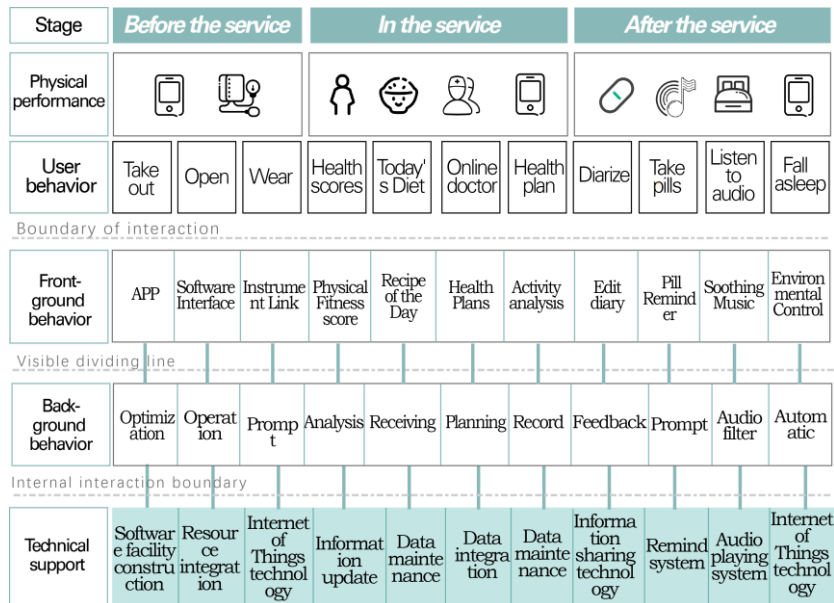 Stage
Before the service
In the service
After the service
Physical
performance
User
behavior
Take
out
Open
Wear
Health
scores
Today'
s Diet
Online
doctor
Health
plan
Diarize
Take
pills
Listen
to
audio
Fall
asleep
Boundary of interaction
Front-
ground
behavior
APP
Software
Interface
Instrume
nt Link
Physical
Fitness
score
Recipe
of the
Day
Health
Plans
Activity
analysis
Edit
diary
Pill
Remind
er
Soothing
Music
Environ
mental
Control
Visible dividing line
Back-
ground
behavior
Optimiz
ation
Operat
ion
Promp
t
Analysis
Receiving
Planning
Record
Feedback
Prompt
Audio
filter
Autom
atic
Internal interaction boundary
Technical
support
Softwar
e facility
constru
ction
Resou
rce
integrat
ion
Internet
of
Things
technol
ogy
Informat
ion
update
Data
mainte
nance
Data
integra
tion
Data
mainte
nance
Informa
tion
sharing
technol
ogy
Remind
system
Audio
playing
system
Internet
of
Things
technol
ogy